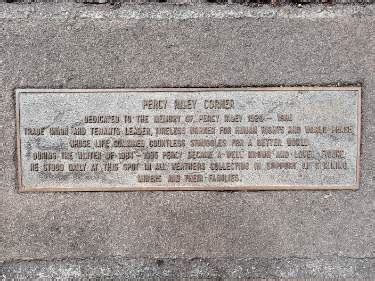 PERCY RILEY CORNER
DEDICATED TO THE MEMORY OF PERCY RILEY
TRADE UNION AND TENANTS LEADER, TIRELESS WORKER FOR HUMAN RIGHTS AND WORLD PEACE
WHOSE LIFE CONTAINED COUNTLESS STRUGGLES FOR A BETTER WORLD.
DURING THE WINTER OF 1984 - 1985 PERCY BECAME A WELL KNOWN AND LOVED FIGURE
HE STOOD DAILY AT THIS SPOT IN ALL WEATHERS COLLECTING IN SUPPORT OF STRIKING
MINERS AND THEIR FAMILIES.